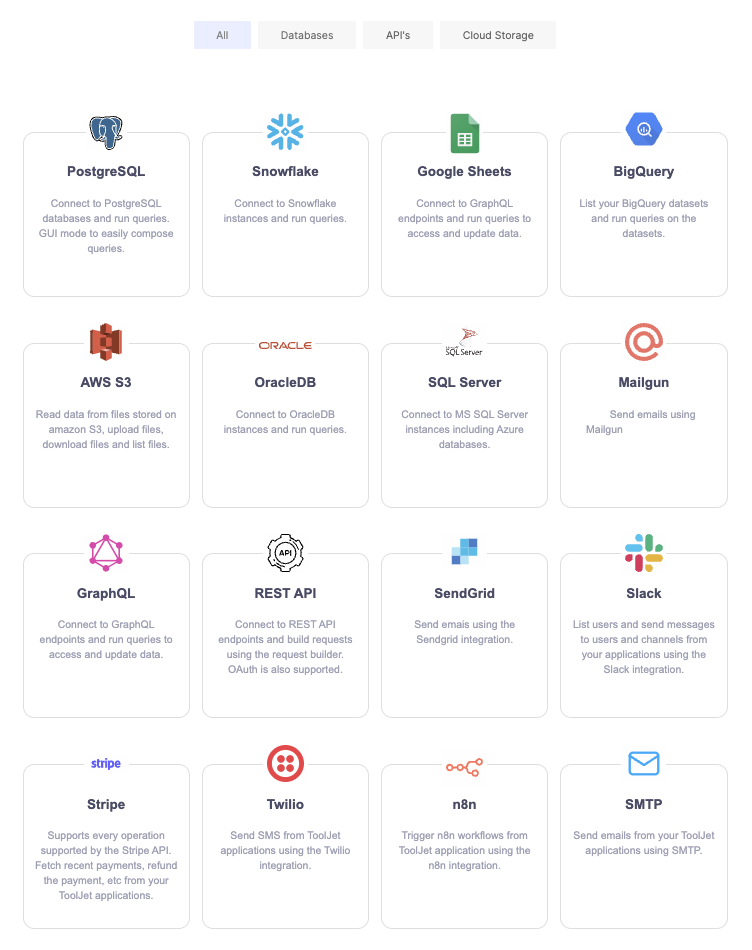 All
Databases
API's
Cloud Storage
PostgreSQL
Connect to PostgreSQL
databases and run queries.
GUI mode to easily compose
queries.
Snowflake
Connect to Snowflake
instances and run queries.
Google Sheets
Connect to GraphQL
endpoints and run queries to
access and update data.
BigQuery
List your BigQuery datasets
and run queries on the
datasets.
AWS S3
Read data from files stored on
amazon S3, upload files,
download files and list files.
ORACLE
OracleDB
Connect to OracleDB
instances and run queries.
Microsoft
SQL Server
SQL Server
Connect to MS SQL Server
instances including Azure
databases.
Mailgun
Send emails using
Mailgun
GraphQL
Connect to GraphQL
endpoints and run queries to
access and update data.
API
REST API
Connect to REST API
endpoints and build requests
using the request builder.
OAuth is also supported.
SendGrid
Send emais using the
Sendgrid integration.
Slack
List users and send messages
to users and channels from
your applications using the
Slack integration.
stripe
Stripe
Supports every operation
supported by the Stripe API.
Fetch recent payments, refund
the payment, etc from your
ToolJet applications.
Twilio
Send SMS from ToolJet
applications using the Twilio
integration.
n8n
Trigger n8n workflows from
ToolJet application using the
n8n integration.
SMTP
Send emails from your ToolJet
applications using SMTP.